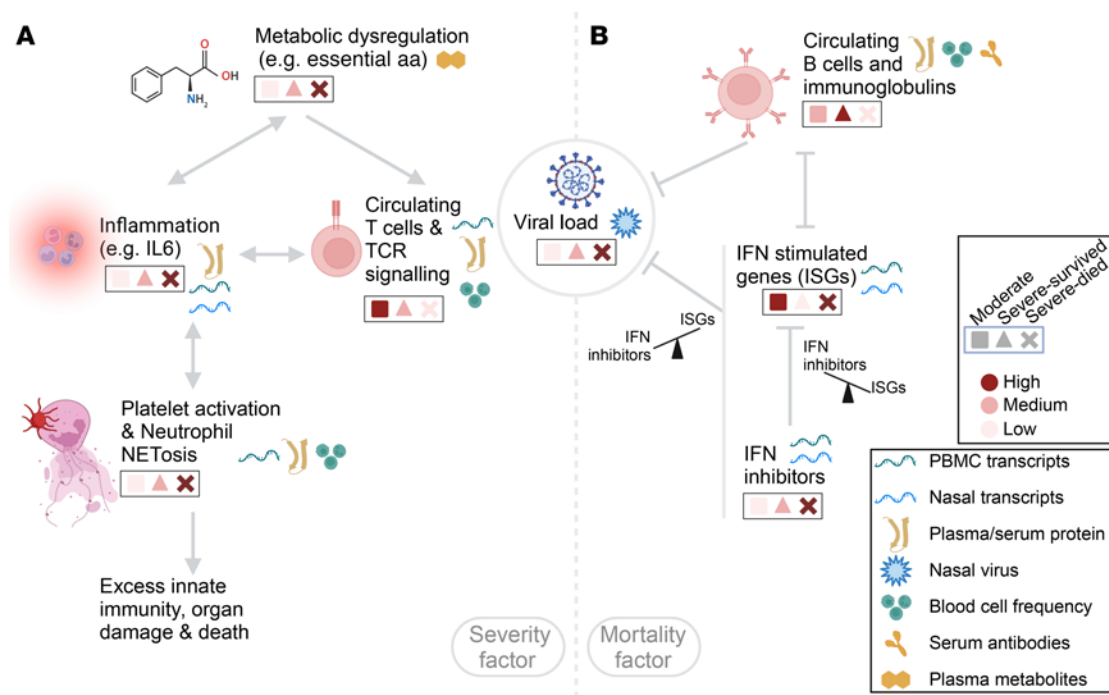 A
Metabolic dysregulation
(e.g. essential aa)
O
OH
NH2
Inflammation
(e.g. IL6)
Circulating
T cells &
TCR
signalling
Platelet activation
& Neutrophil
NETosis
Excess innate
immunity, organ
damage & death
Viral load
Severity
factor
B
Circulating
B cells and
immunoglobulins
IFN stimulated
genes (ISGs)
ISGs
IFN
inhibitors
IFN
inhibitors
ISGs
IFN
inhibitors
Mortality
factor
Moderate
Severe-survived
Severe-died
High
Medium
Low
PBMC transcripts
Nasal transcripts
Plasma/serum protein
Nasal virus
Blood cell frequency
Serum antibodies
Plasma metabolites